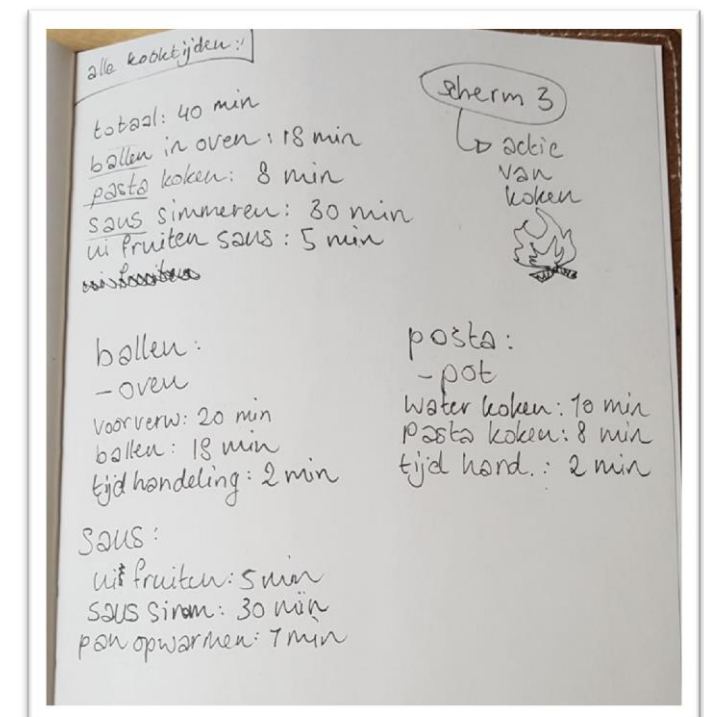 alle kooktijden:
totaal: 40 min
ballen in oven: 18 min
pasta koken: 8 min
saus simmeren: 30 min
ui fruiten saus: 5 min
scherm 3
actie
van
koken
ballen:
- oven
voorverw: 20 min
ballen: 18 min
tijd handeling: 2 min
pasta:
- pot
water koken: 10 min
pasta koken: 8 min
tijd hand.: 2 min
saus:
ui fruiten: 5 min
saus simm: 30 min
pan opwarmen: 1 min